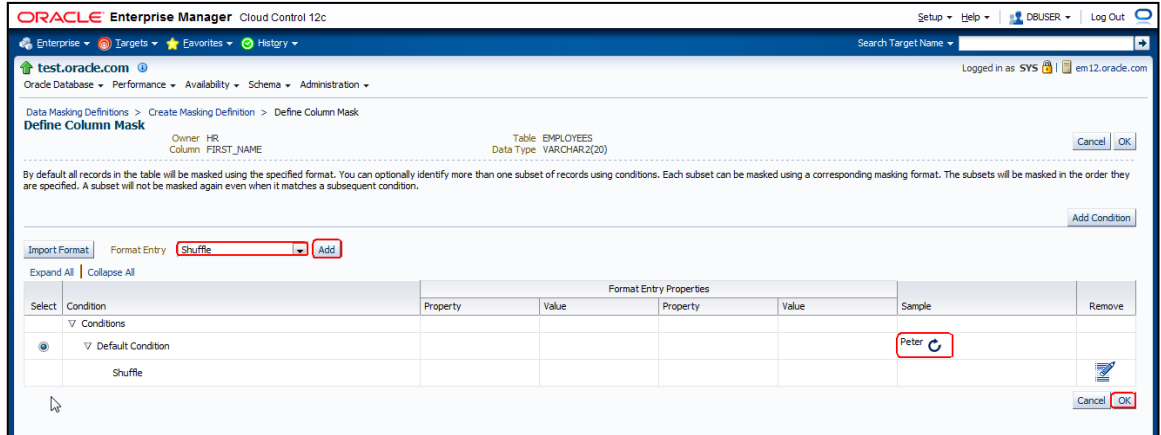 ORACLE Enterprise Manager Cloud Control 12c
Setup Help DBUSER Log Out
Enterprise Targets Favorites History Search Target Name
test.oracle.com Logged in as SYS em12.oracle.com
Oracle Database Performance Availability Schema Administration
Data Masking Definitions > Create Masking Definition > Define Column Mask
Define Column Mask
Owner HR Table EMPLOYEES
Column FIRST_NAME Data Type VARCHAR2(20)
Cancel OK
By default all records in the table will be masked using the specified format. You can optionally identify more than one subset of records using conditions. Each subset can be masked using a corresponding masking format. The subsets will be masked in the order they
are specified. A subset will not be masked again even when it matches a subsequent condition.
Add Condition
Import Format Format Entry Shuffle Add
Expand All | Collapse All
Format Entry Properties
Select Condition Property Value Property Value Sample Remove
Conditions
Default Condition Peter
Shuffle
Cancel OK